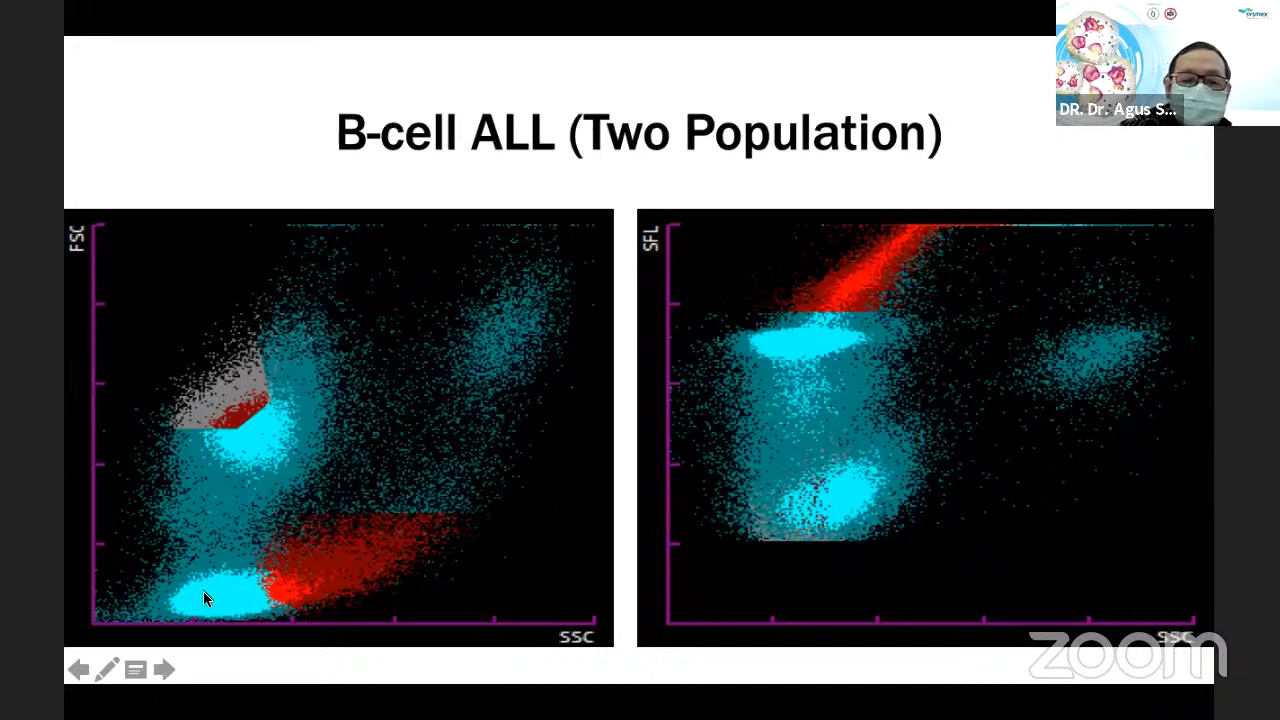 sysmex
DR. Dr. Agus S...
B-cell ALL (Two Population)
FSC
SSC
SFL
SSC
zoom